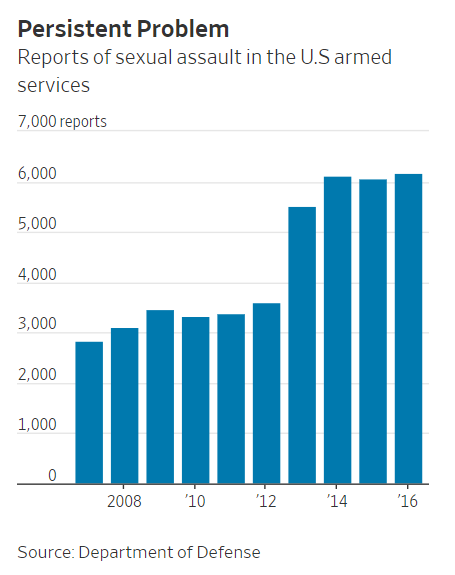 Persistent Problem
Reports of sexual assault in the U.S armed
services
7,000 reports
6,000
5,000
4,000
3,000
2,000
1,000
0
2008 ’10 ’12 ’14 ’16
Source: Department of Defense